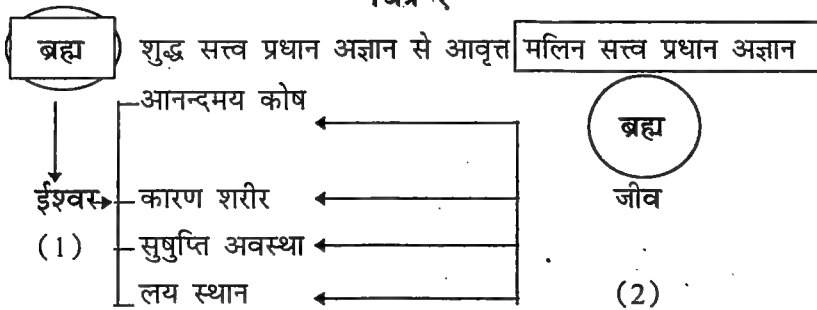 चित्र १
ब्रह्म शुद्ध सत्त्व प्रधान अज्ञान से आवृत्त मलिन सत्त्व प्रधान अज्ञान
आनन्दमय कोष
ब्रह्म
ईश्वर कारण शरीर जीव
(1) सुषुप्ति अवस्था
लय स्थान (2)